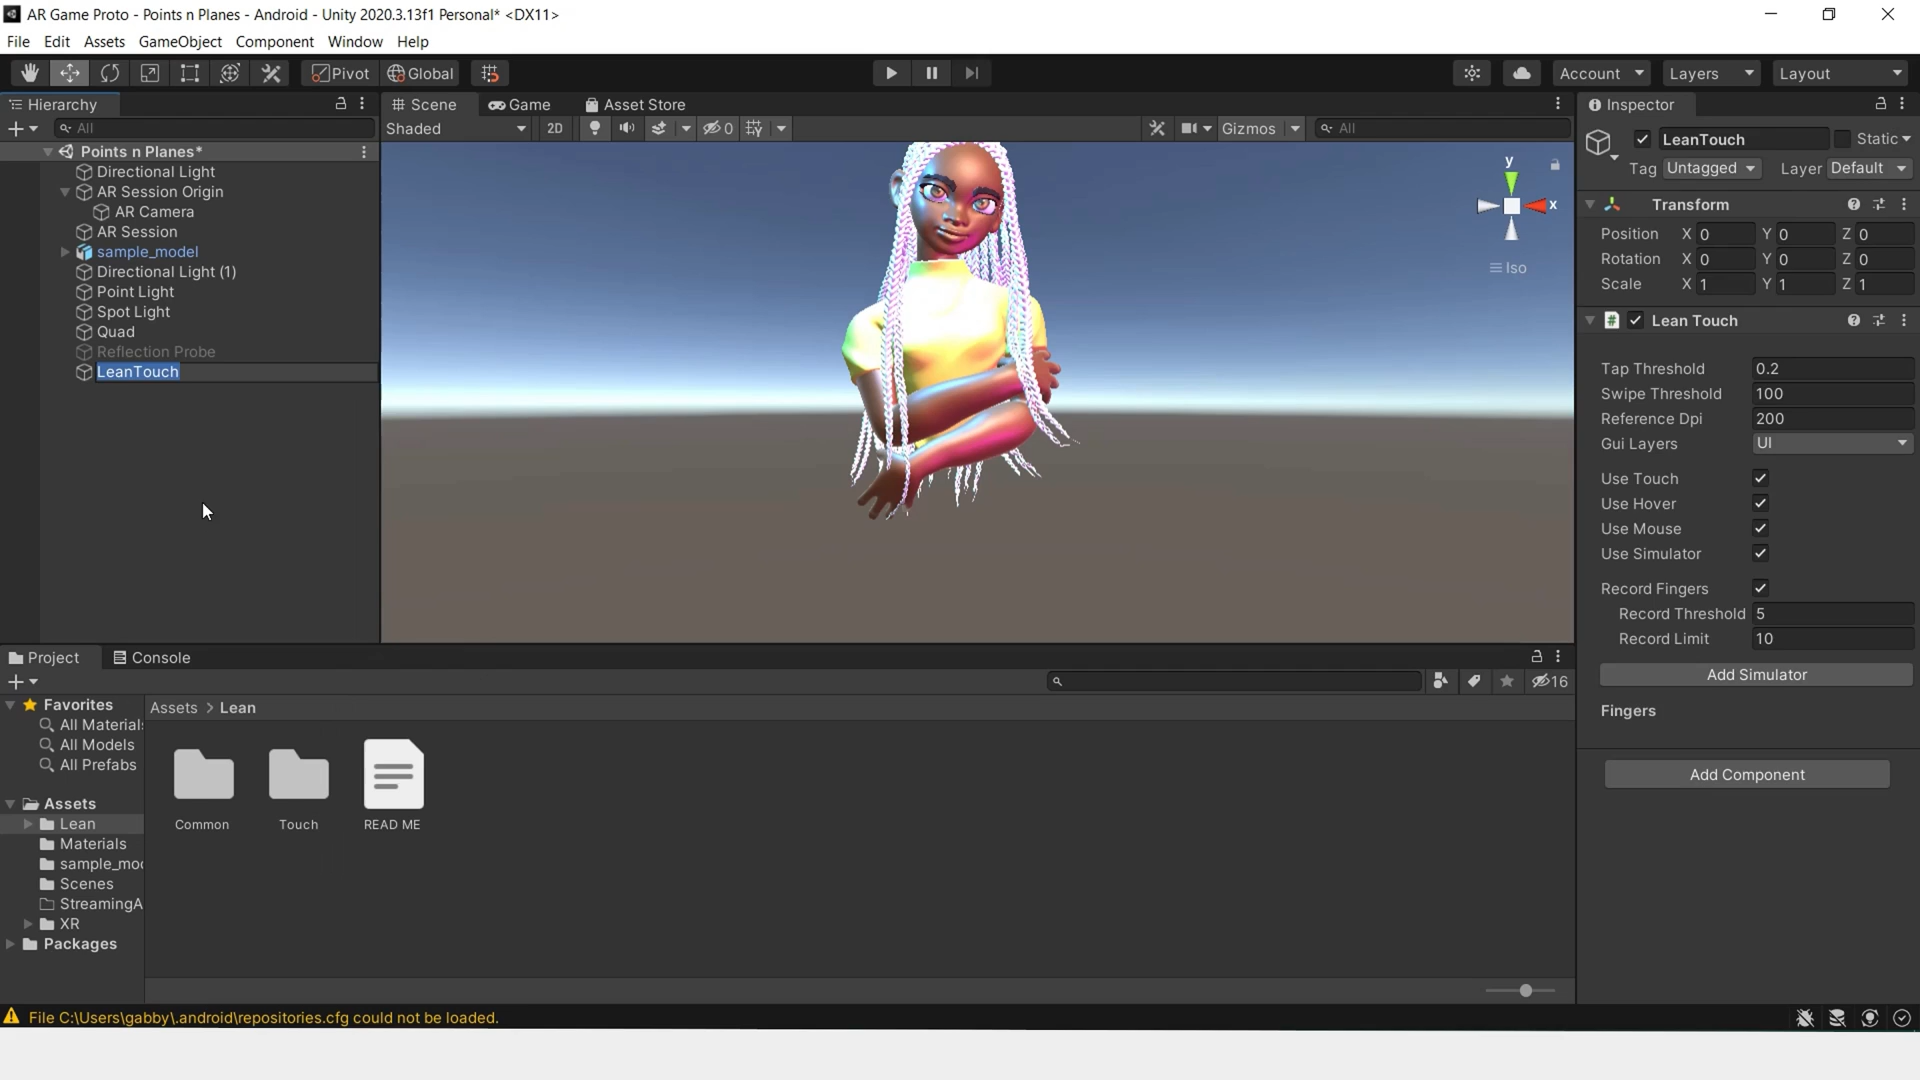 AR Game Proto - Points n Planes - Android - Unity 2020.3.13f1 Personal* <DX11>
File Edit Assets GameObject Component Window Help
Pivot Global Account Layers Layout
Hierarchy
All
Points n Planes*
Directional Light
AR Session Origin
AR Camera
AR Session
sample_model
Directional Light (1)
Point Light
Spot Light
Quad
Reflection Probe
LeanTouch
Scene Game Asset Store
Shaded 2D 0 Gizmos All
y
x
Iso
Inspector
LeanTouch Static
Tag Untagged Layer Default
Transform
Position X 0 Y 0 Z 0
Rotation X 0 Y 0 Z 0
Scale X 1 Y 1 Z 1
Lean Touch
Tap Threshold 0.2
Swipe Threshold 100
Reference Dpi 200
Gui Layers UI
Use Touch
Use Hover
Use Mouse
Use Simulator
Record Fingers
Record Threshold 5
Record Limit 10
Add Simulator
Fingers
Add Component
Project Console
16
Favorites
All Materials
All Models
All Prefabs
Assets
Lean
Materials
sample_mo
Scenes
StreamingA
XR
Packages
Assets > Lean
Common Touch READ ME
File C:\Users\gabby\.android\repositories.cfg could not be loaded.